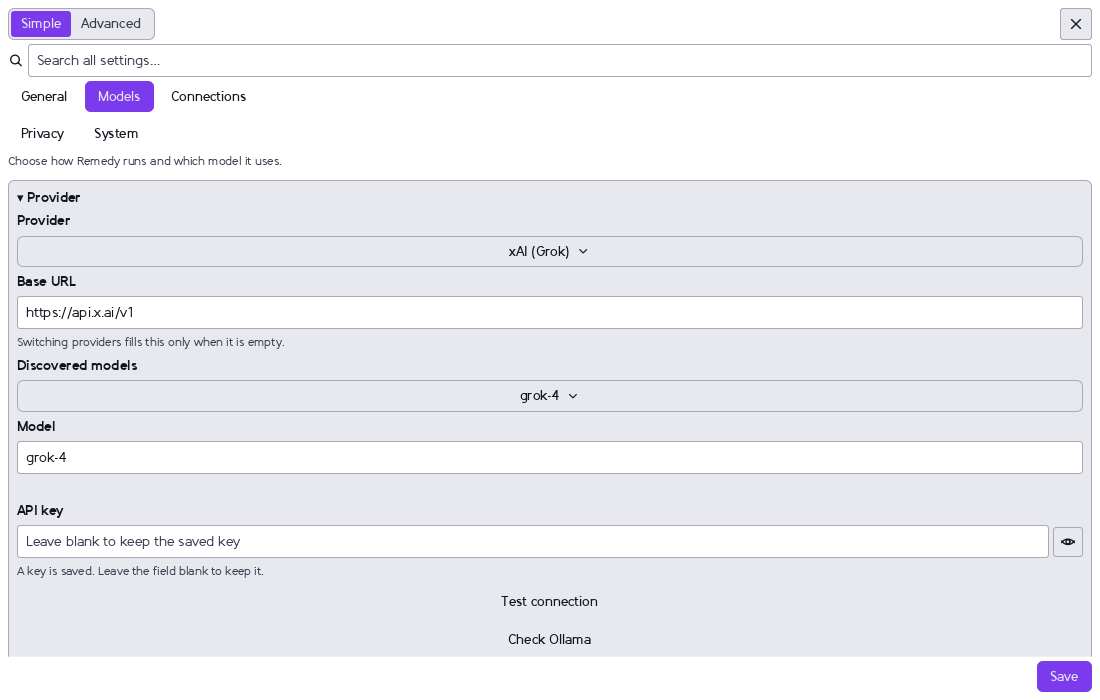 Simple Advanced
Search all settings...
General Models Connections
Privacy System
Choose how Remedy runs and which model it uses.
▾ Provider
Provider
xAI (Grok)
Base URL
https://api.x.ai/v1
Switching providers fills this only when it is empty.
Discovered models
grok-4
Model
grok-4
API key
Leave blank to keep the saved key
A key is saved. Leave the field blank to keep it.
Test connection
Check Ollama
Save